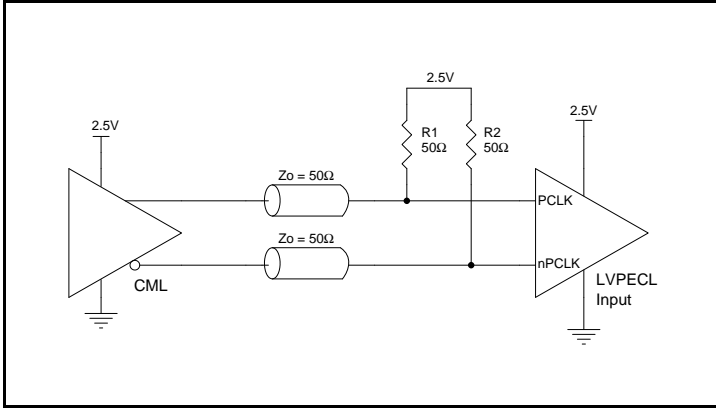 2.5V
2.5V
2.5V
R1
50Ω
R2
50Ω
Zo = 50Ω
PCLK
Zo = 50Ω
nPCLK
CML
LVPECL
Input